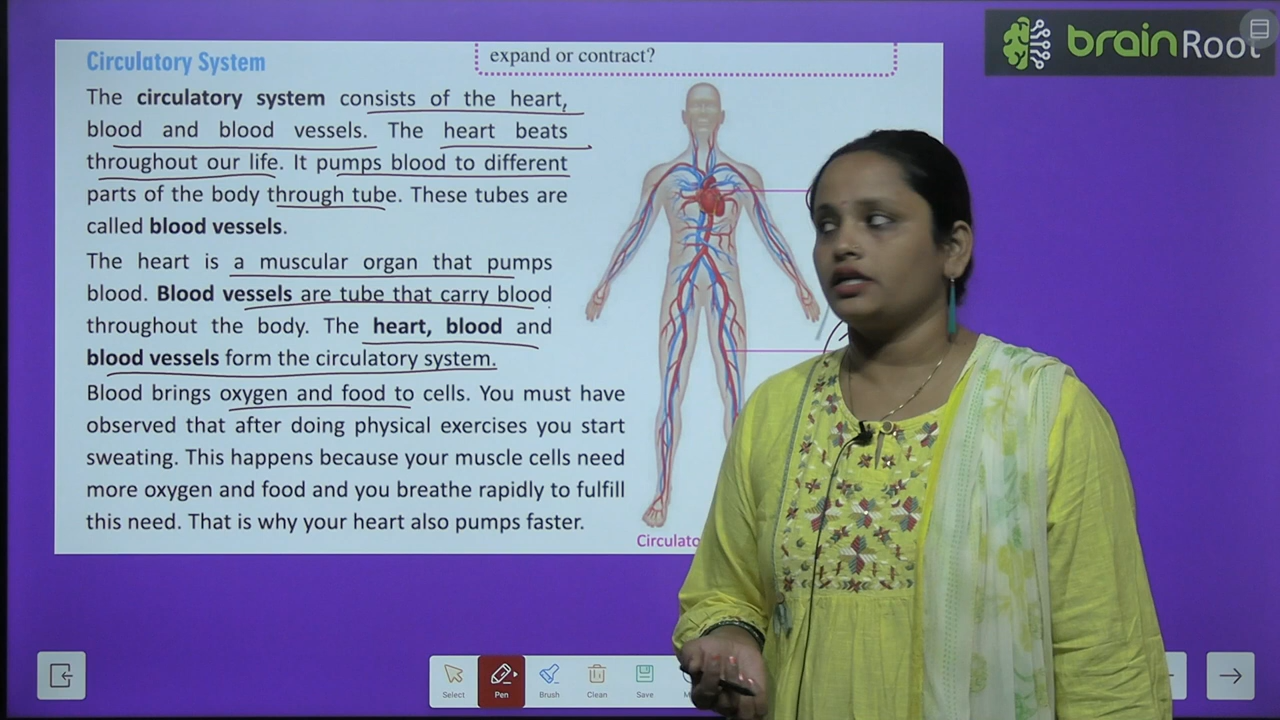 expand or contract?
brainRoot
Circulatory System
The circulatory system consists of the heart,
blood and blood vessels. The heart beats
throughout our life. It pumps blood to different
parts of the body through tube. These tubes are
called blood vessels.
The heart is a muscular organ that pumps
blood. Blood vessels are tube that carry blood
throughout the body. The heart, blood and
blood vessels form the circulatory system.
Blood brings oxygen and food to cells. You must have
observed that after doing physical exercises you start
sweating. This happens because your muscle cells need
more oxygen and food and you breathe rapidly to fulfill
this need. That is why your heart also pumps faster.
Select
Pen
Brush
Clean
Save